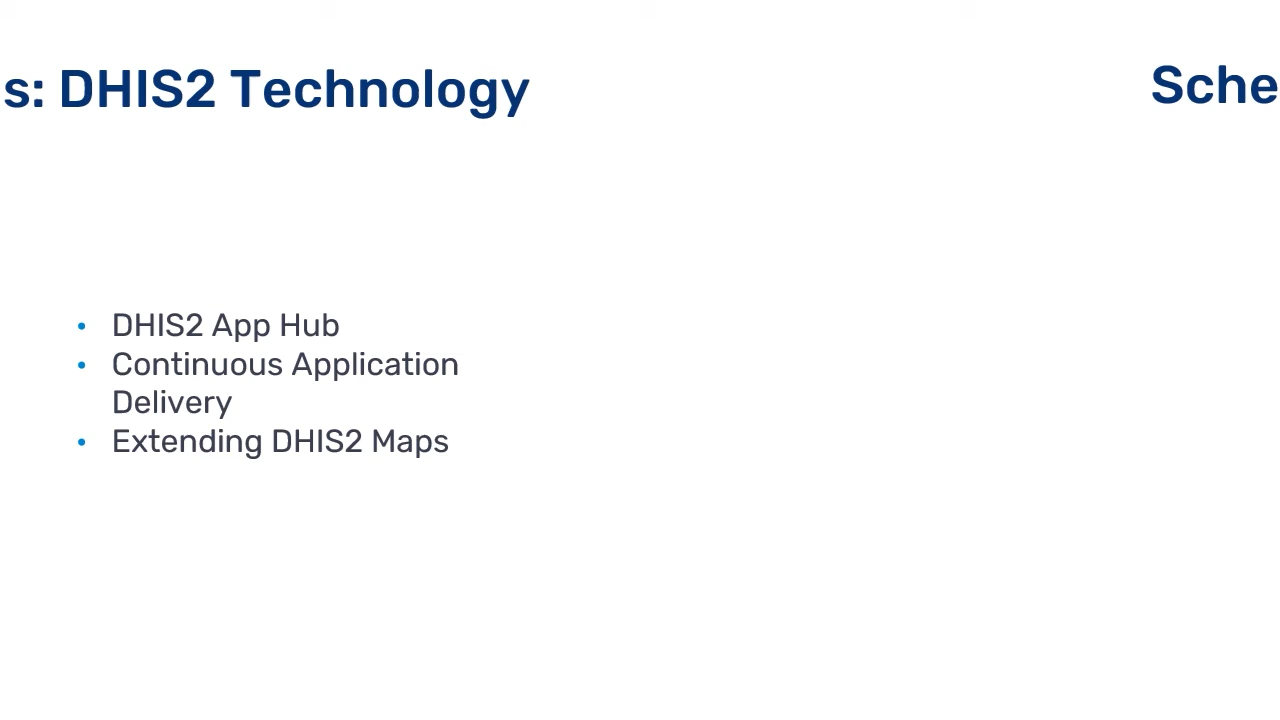 s: DHIS2 Technology
Sche
• DHIS2 App Hub
• Continuous Application
Delivery
• Extending DHIS2 Maps